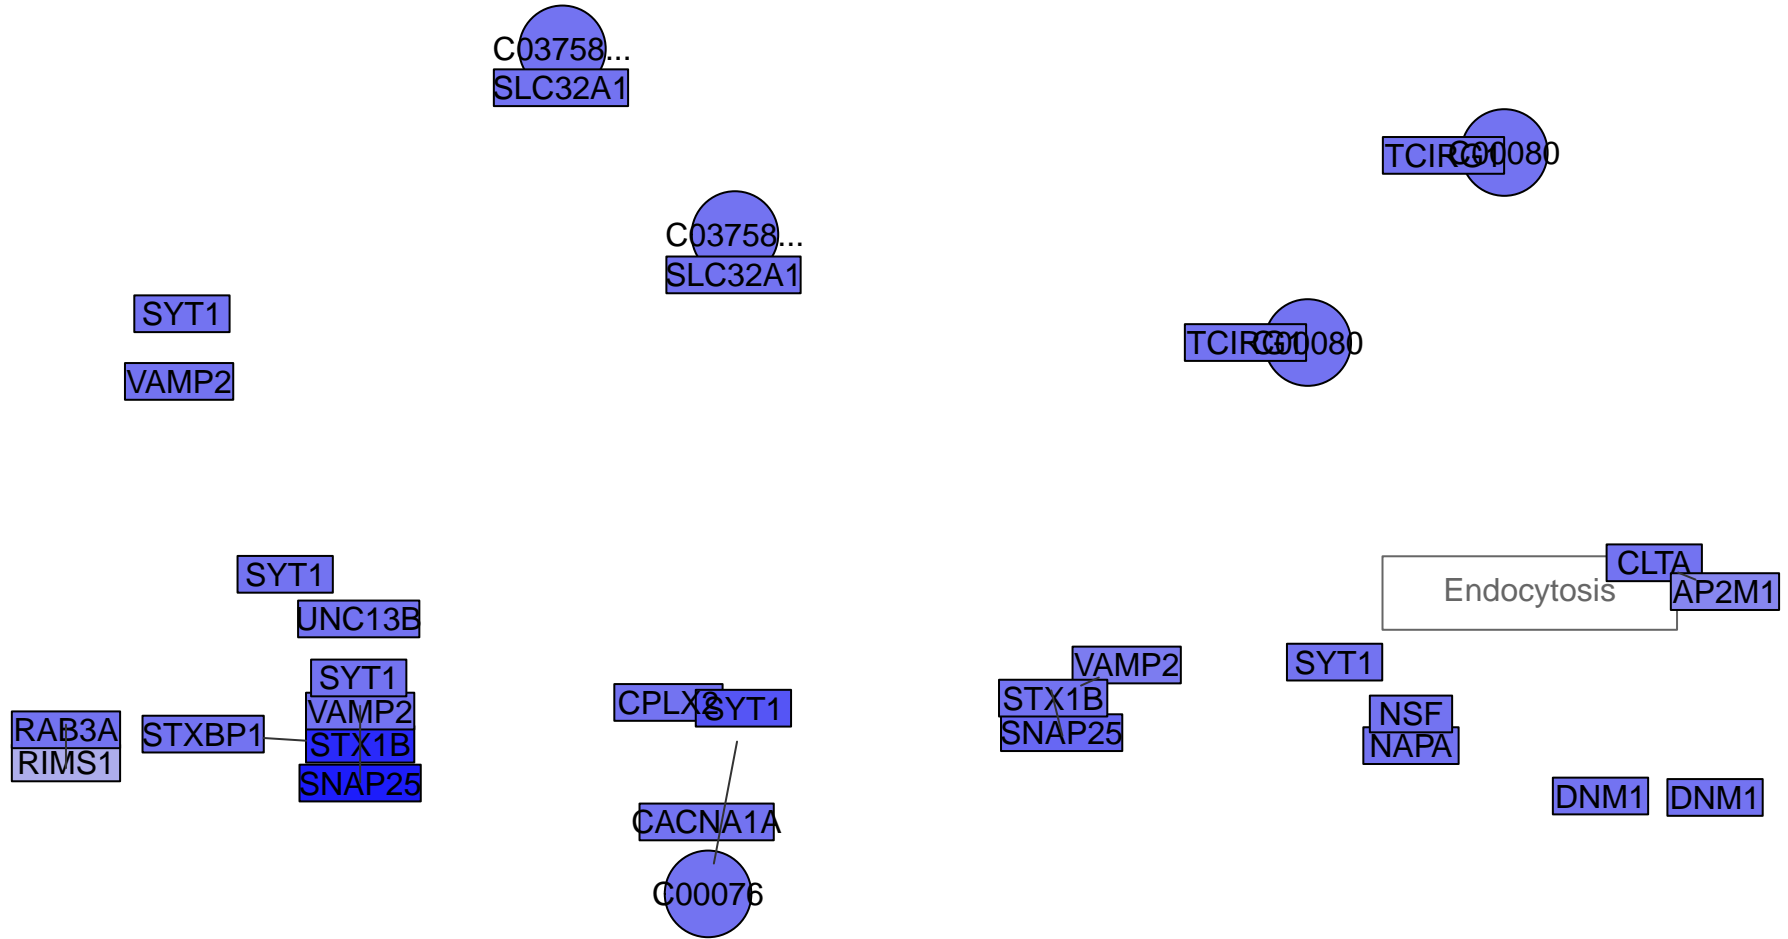 C03758...
SLC32A1
TCIRG1
C00080
C03758...
SLC32A1
SYT1
TCIRG1
C00080
VAMP2
SYT1
CLTA
Endocytosis
AP2M1
UNC13B
SYT1
VAMP2
SYT1
CPLX2
SYT1
STX1B
VAMP2
NSF
RAB3A
STXBP1
STX1B
SNAP25
NAPA
RIMS1
SNAP25
DNM1
DNM1
CACNA1A
C00076